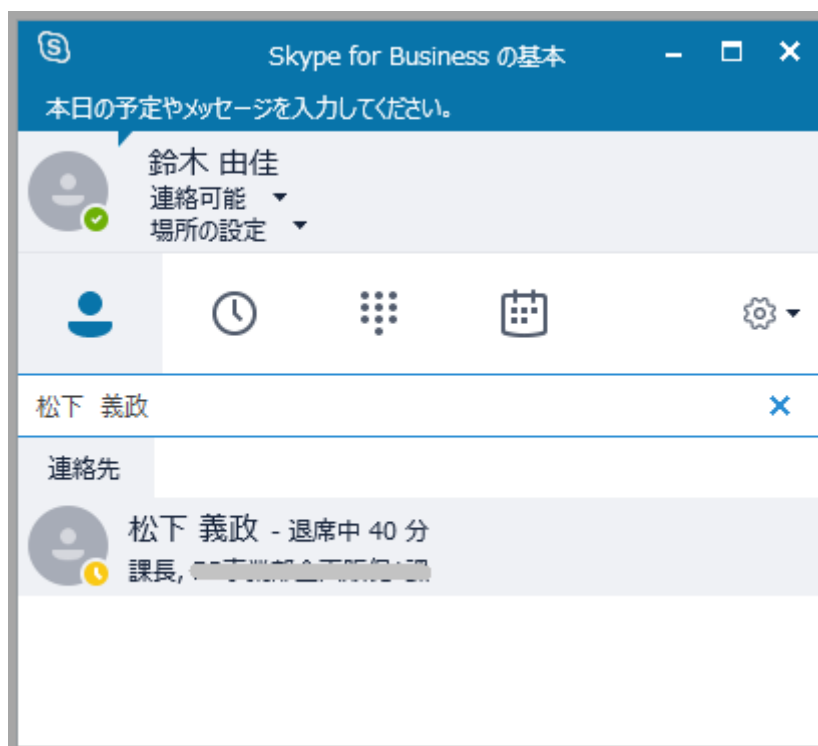 Skype for Business の基本
本日の予定やメッセージを入力してください。
鈴木 由佳
連絡可能
場所の設定
松下 義政
連絡先
松下 義政 - 退席中 40 分
課長,